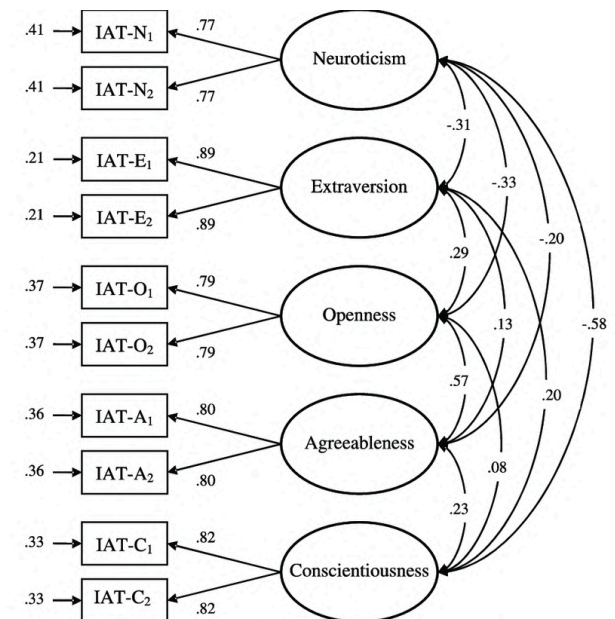 .41 IAT-N1 .77
Neuroticism
.41 IAT-N2 .77
-.31
.21 IAT-E1 .89
-.33
Extraversion
.21 IAT-E2 .89
-.20
.29
.37 IAT-O1 .79
Openness
.13
-.58
.37 IAT-O2 .79
.57
.20
.36 IAT-A1 .80
Agreeableness
.36 IAT-A2 .80
.08
.23
.33 IAT-C1 .82
Conscientiousness
.33 IAT-C2 .82